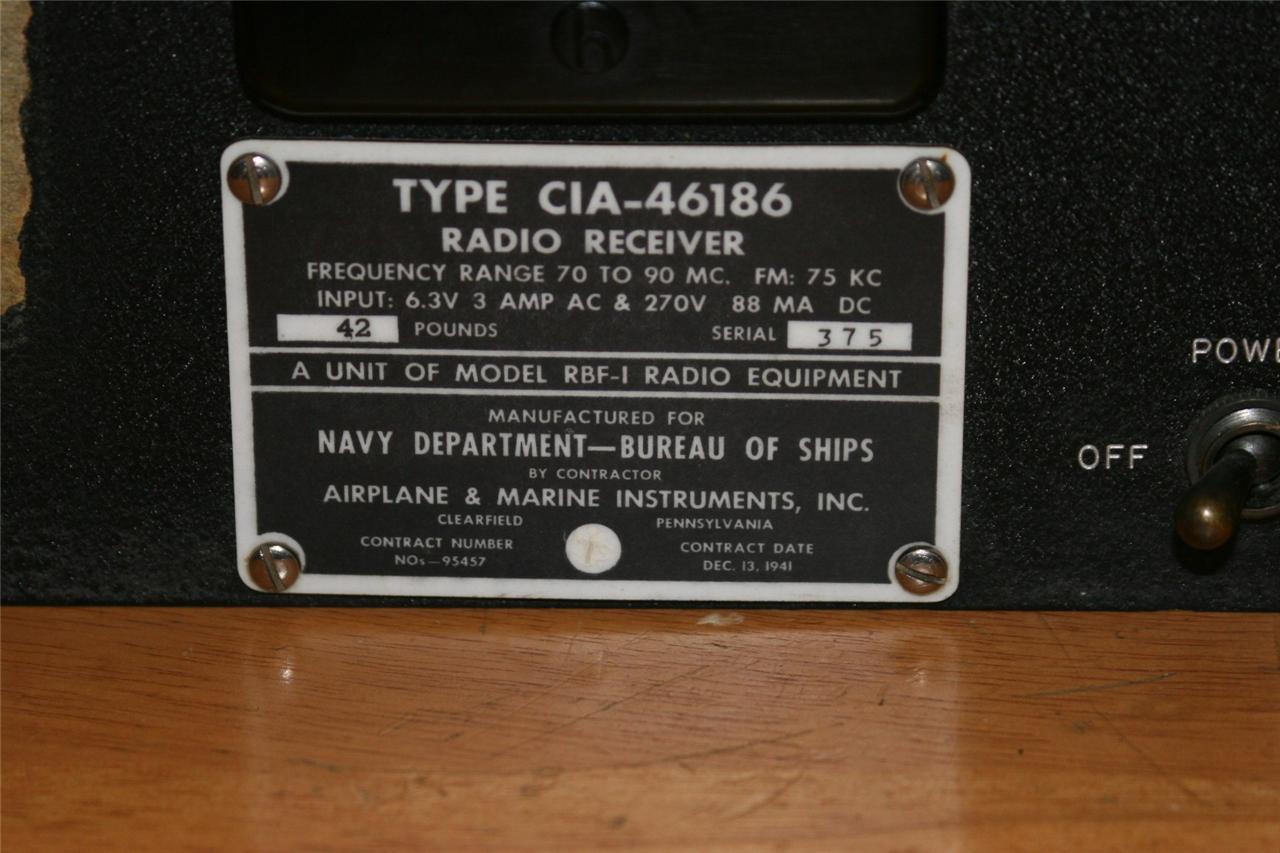 h
TYPE CIA-46186
RADIO RECEIVER
FREQUENCY RANGE 70 TO 90 MC. FM: 75 KC
INPUT: 6.3V 3 AMP AC & 270V 88 MA DC
42 POUNDS SERIAL 375
A UNIT OF MODEL RBF-1 RADIO EQUIPMENT
MANUFACTURED FOR
NAVY DEPARTMENT—BUREAU OF SHIPS
BY CONTRACTOR
AIRPLANE & MARINE INSTRUMENTS, INC.
CLEARFIELD PENNSYLVANIA
CONTRACT NUMBER CONTRACT DATE
NOs—95457 DEC. 13, 1941
POWE
OFF